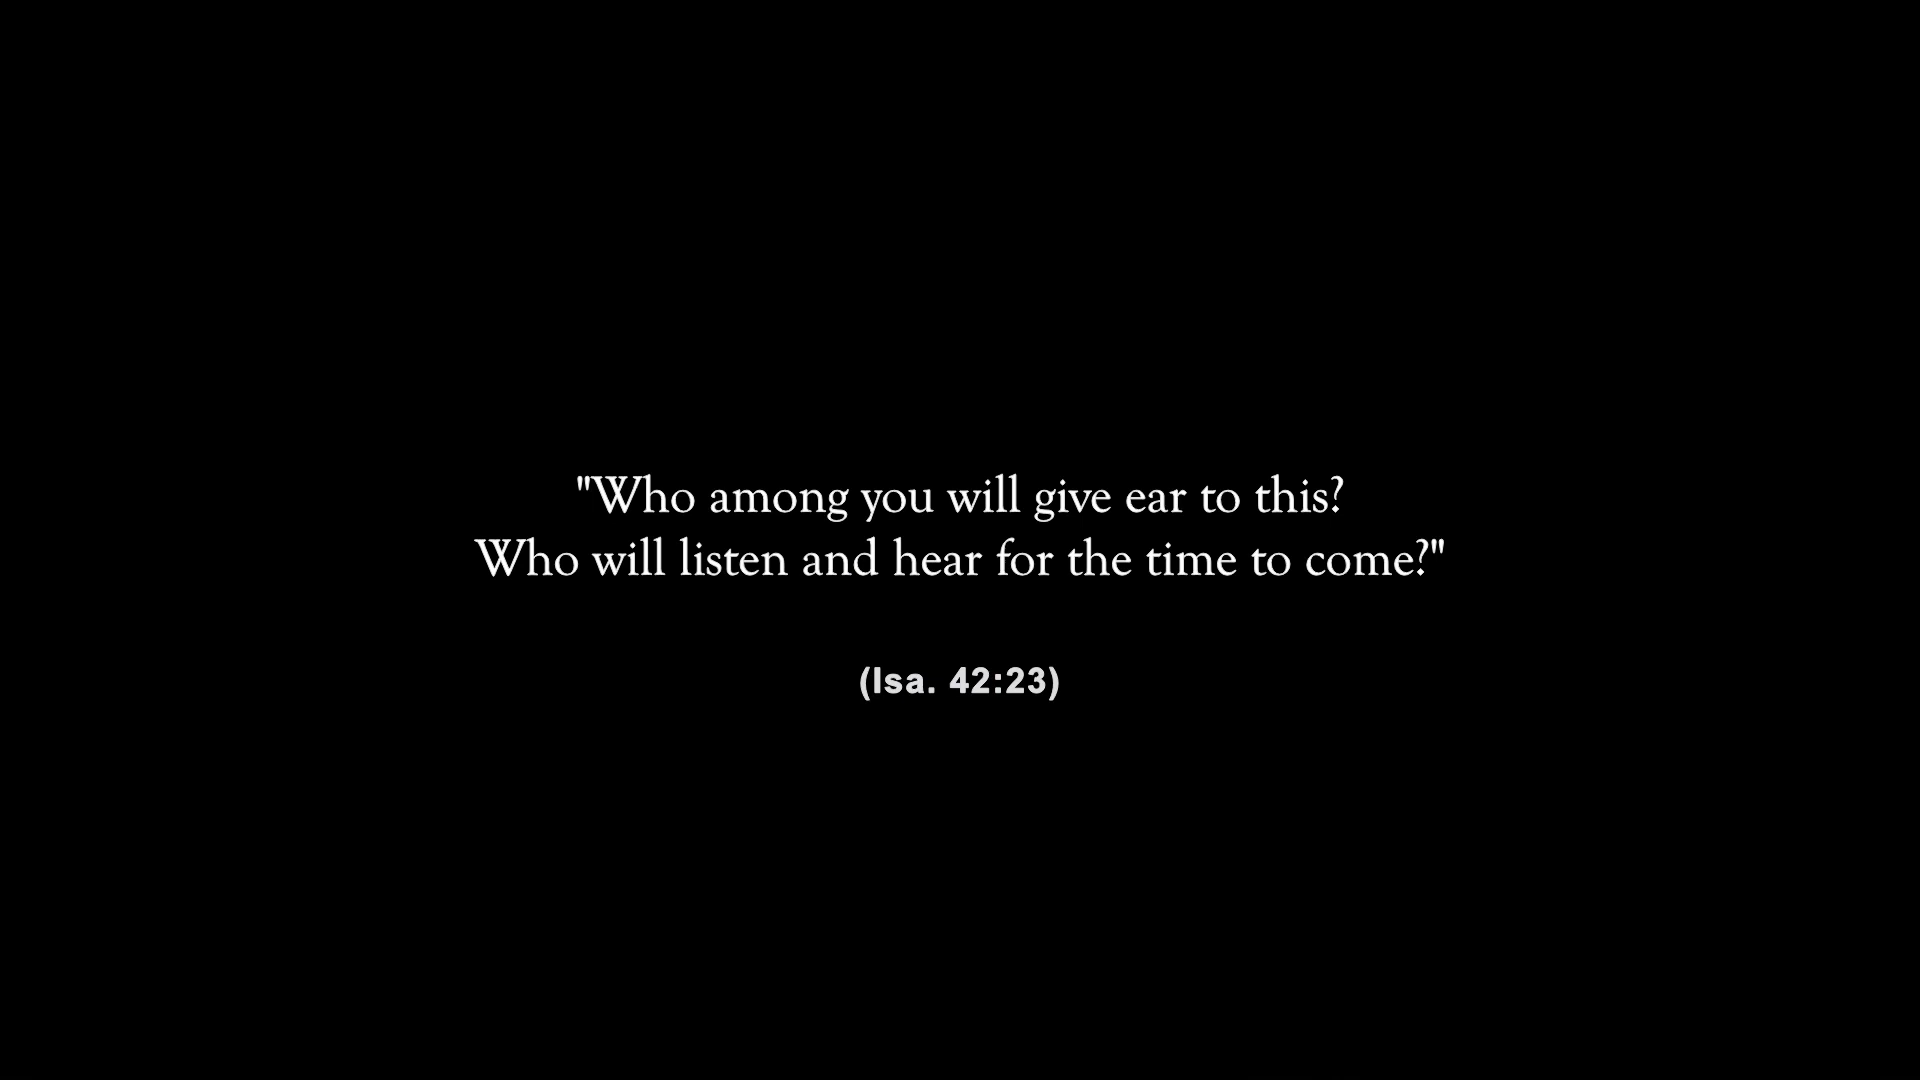 "Who among you will give ear to this?
Who will listen and hear for the time to come?"
(Isa. 42:23)